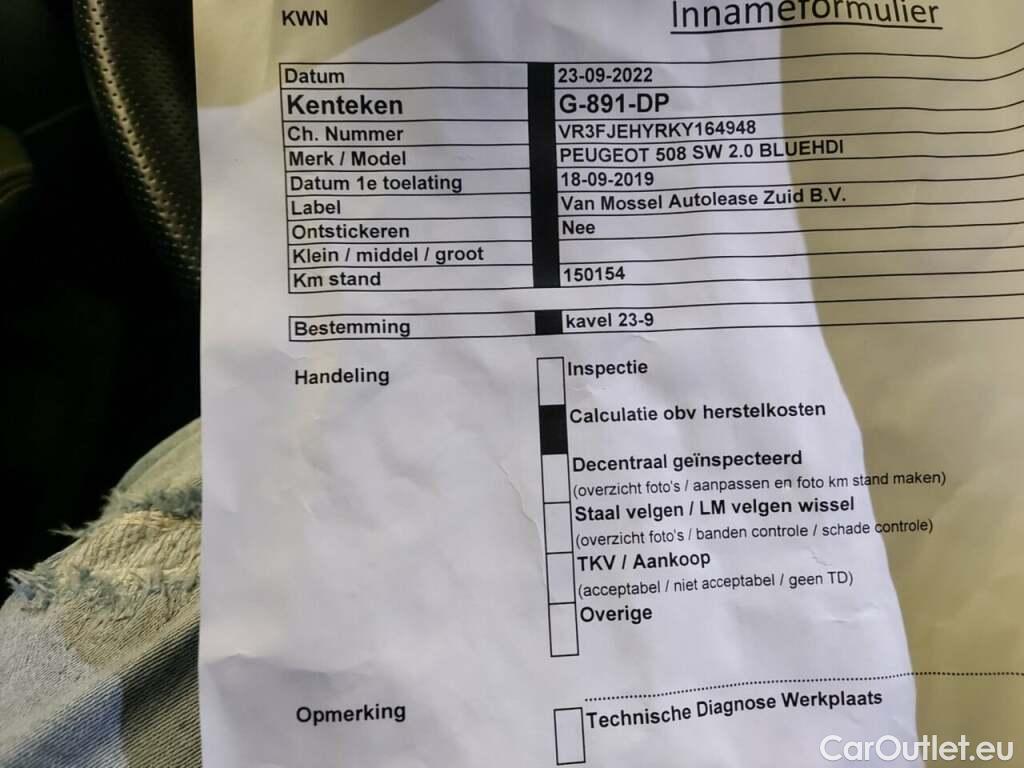 KWN
Innameformulier
Datum 23-09-2022
Kenteken G-891-DP
Ch. Nummer VR3FJEHYRKY164948
Merk / Model PEUGEOT 508 SW 2.0 BLUEHDI
Datum 1e toelating 18-09-2019
Label Van Mossel Autolease Zuid B.V.
Ontstickeren Nee
Klein / middel / groot
Km stand 150154
Bestemming kavel 23-9
Handeling Inspectie
Calculatie obv herstelkosten
Decentraal geïnspecteerd
(overzicht foto's / aanpassen en foto km stand maken)
Staal velgen / LM velgen wissel
(overzicht foto's / banden controle / schade controle)
TKV / Aankoop
(acceptabel / niet acceptabel / geen TD)
Overige
Opmerking Technische Diagnose Werkplaats
CarOutlet.eu